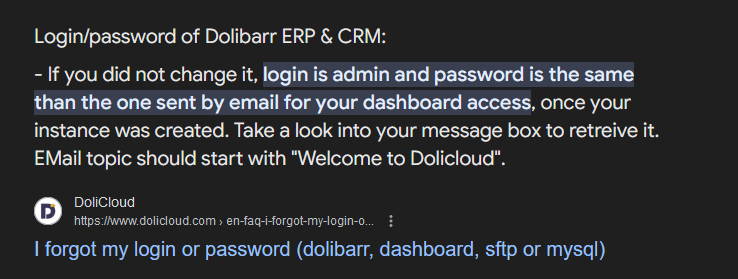 Login/password of Dolibarr ERP & CRM:
- If you did not change it, login is admin and password is the same
than the one sent by email for your dashboard access, once your
instance was created. Take a look into your message box to retreive it.
EMail topic should start with "Welcome to Dolicloud".
D
DoliCloud
https://www.dolicloud.com › en-faq-i-forgot-my-login-o...
I forgot my login or password (dolibarr, dashboard, sftp or mysql)